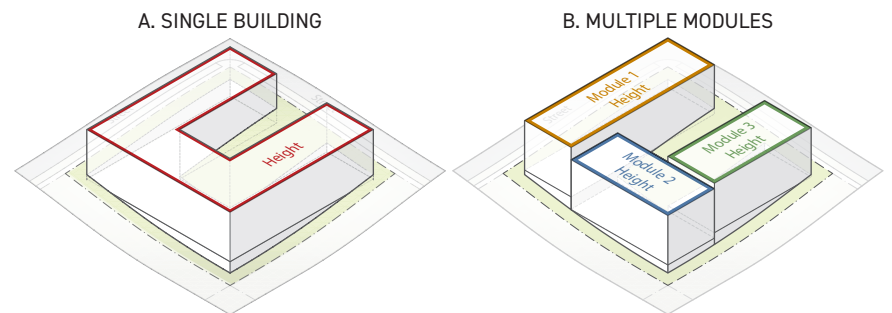 A. SINGLE BUILDING
Height
B. MULTIPLE MODULES
Module 1
Height
Module 2
Height
Module 3
Height